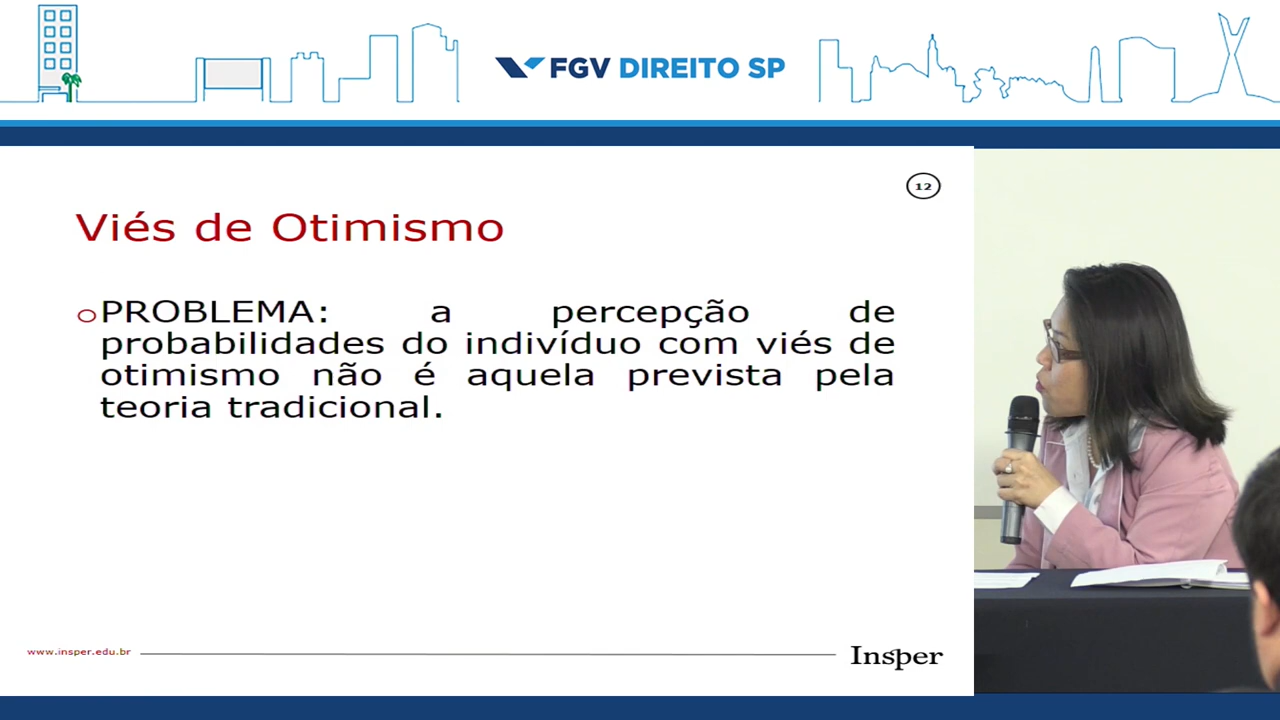 FGV DIREITO SP
12
Viés de Otimismo
PROBLEMA: a percepção de
probabilidades do indivíduo com viés de
otimismo não é aquela prevista pela
teoria tradicional.
www.insper.edu.br
Insper